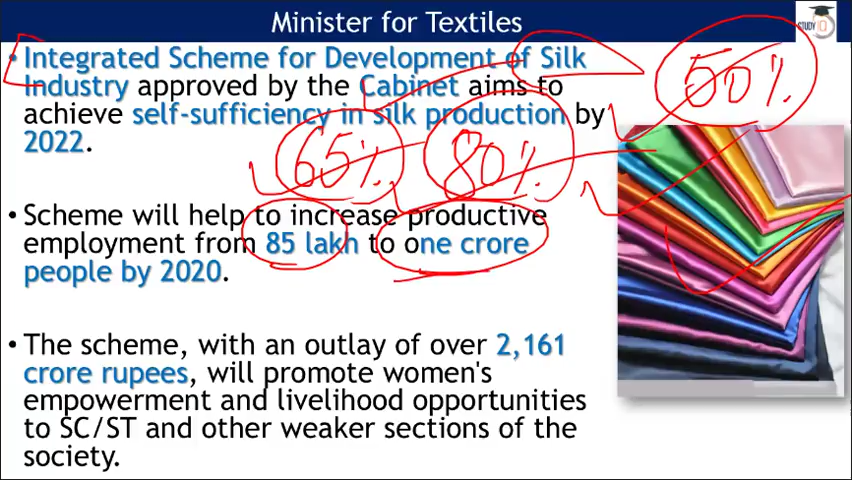 Minister for Textiles
STUDY IQ
• Integrated Scheme for Development of Silk
Industry approved by the Cabinet aims to
achieve self-sufficiency in silk production by
2022.
50%
65% 80%
• Scheme will help to increase productive
employment from 85 lakh to one crore
people by 2020.
• The scheme, with an outlay of over 2,161
crore rupees, will promote women's
empowerment and livelihood opportunities
to SC/ST and other weaker sections of the
society.